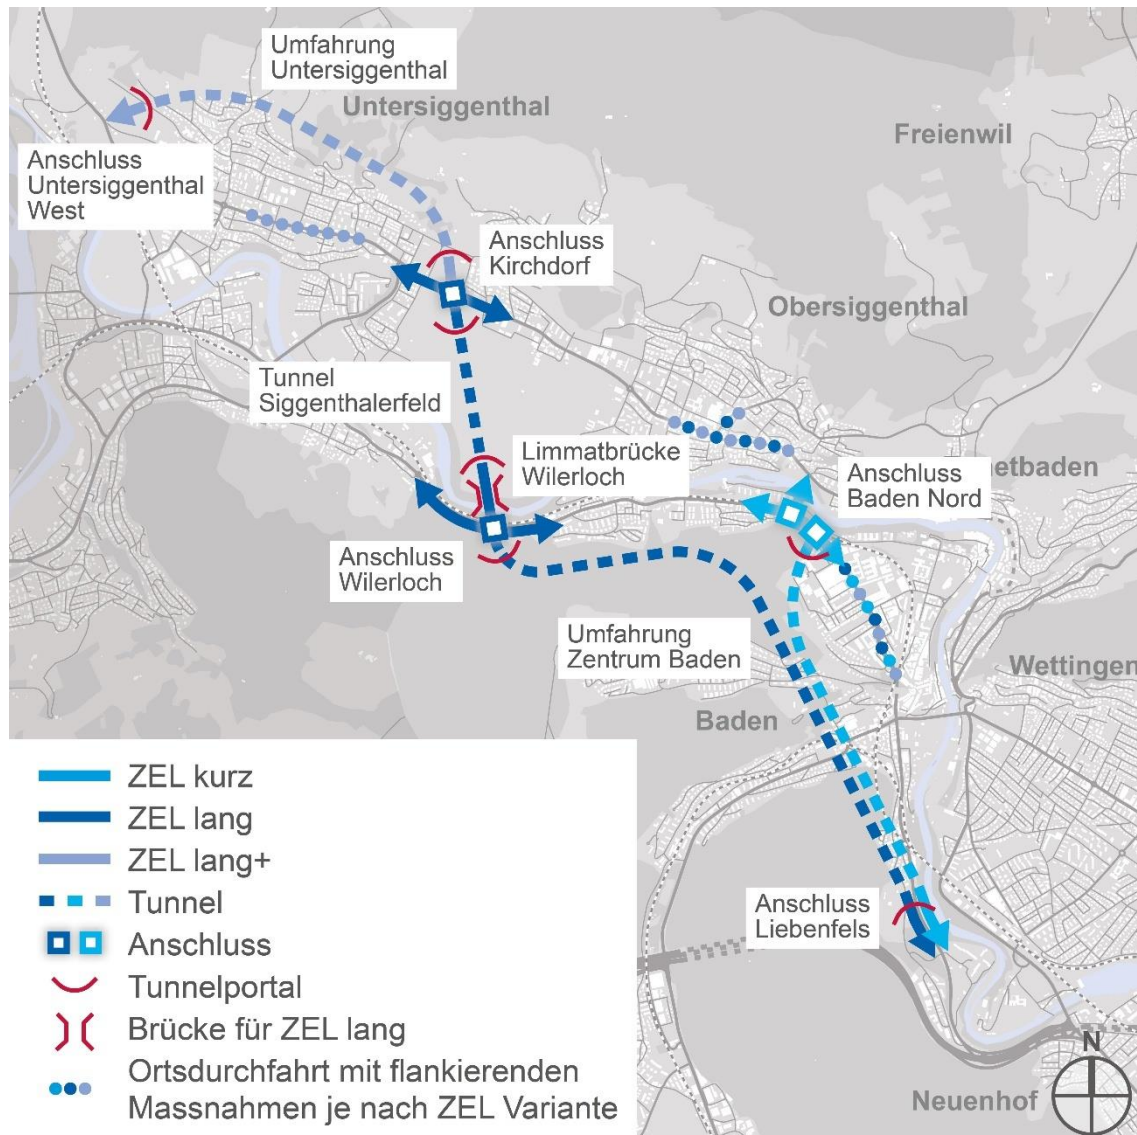 Umfahrung
Untersiggenthal
Untersiggenthal
Freienwil
Anschluss
Untersiggenthal
West
Anschluss
Kirchdorf
Obersiggenthal
Tunnel
Siggenthalerfeld
Limmatbrücke
Wilerloch
Anschluss
Baden Nord
netbaden
Anschluss
Wilerloch
Umfahrung
Zentrum Baden
Wettingen
Baden
ZEL kurz
ZEL lang
ZEL lang+
Tunnel
Anschluss
Tunnelportal
Brücke für ZEL lang
Ortsdurchfahrt mit flankierenden
Massnahmen je nach ZEL Variante
Anschluss
Liebenfels
N
Neuenhof